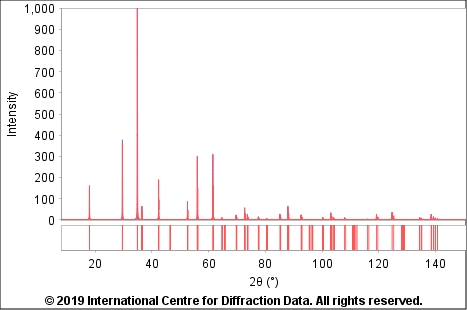 1,000
900
800
700
600
500
400
300
200
100
0
Intensity
20 40 60 80 100 120 140
2θ (°)
© 2019 International Centre for Diffraction Data. All rights reserved.